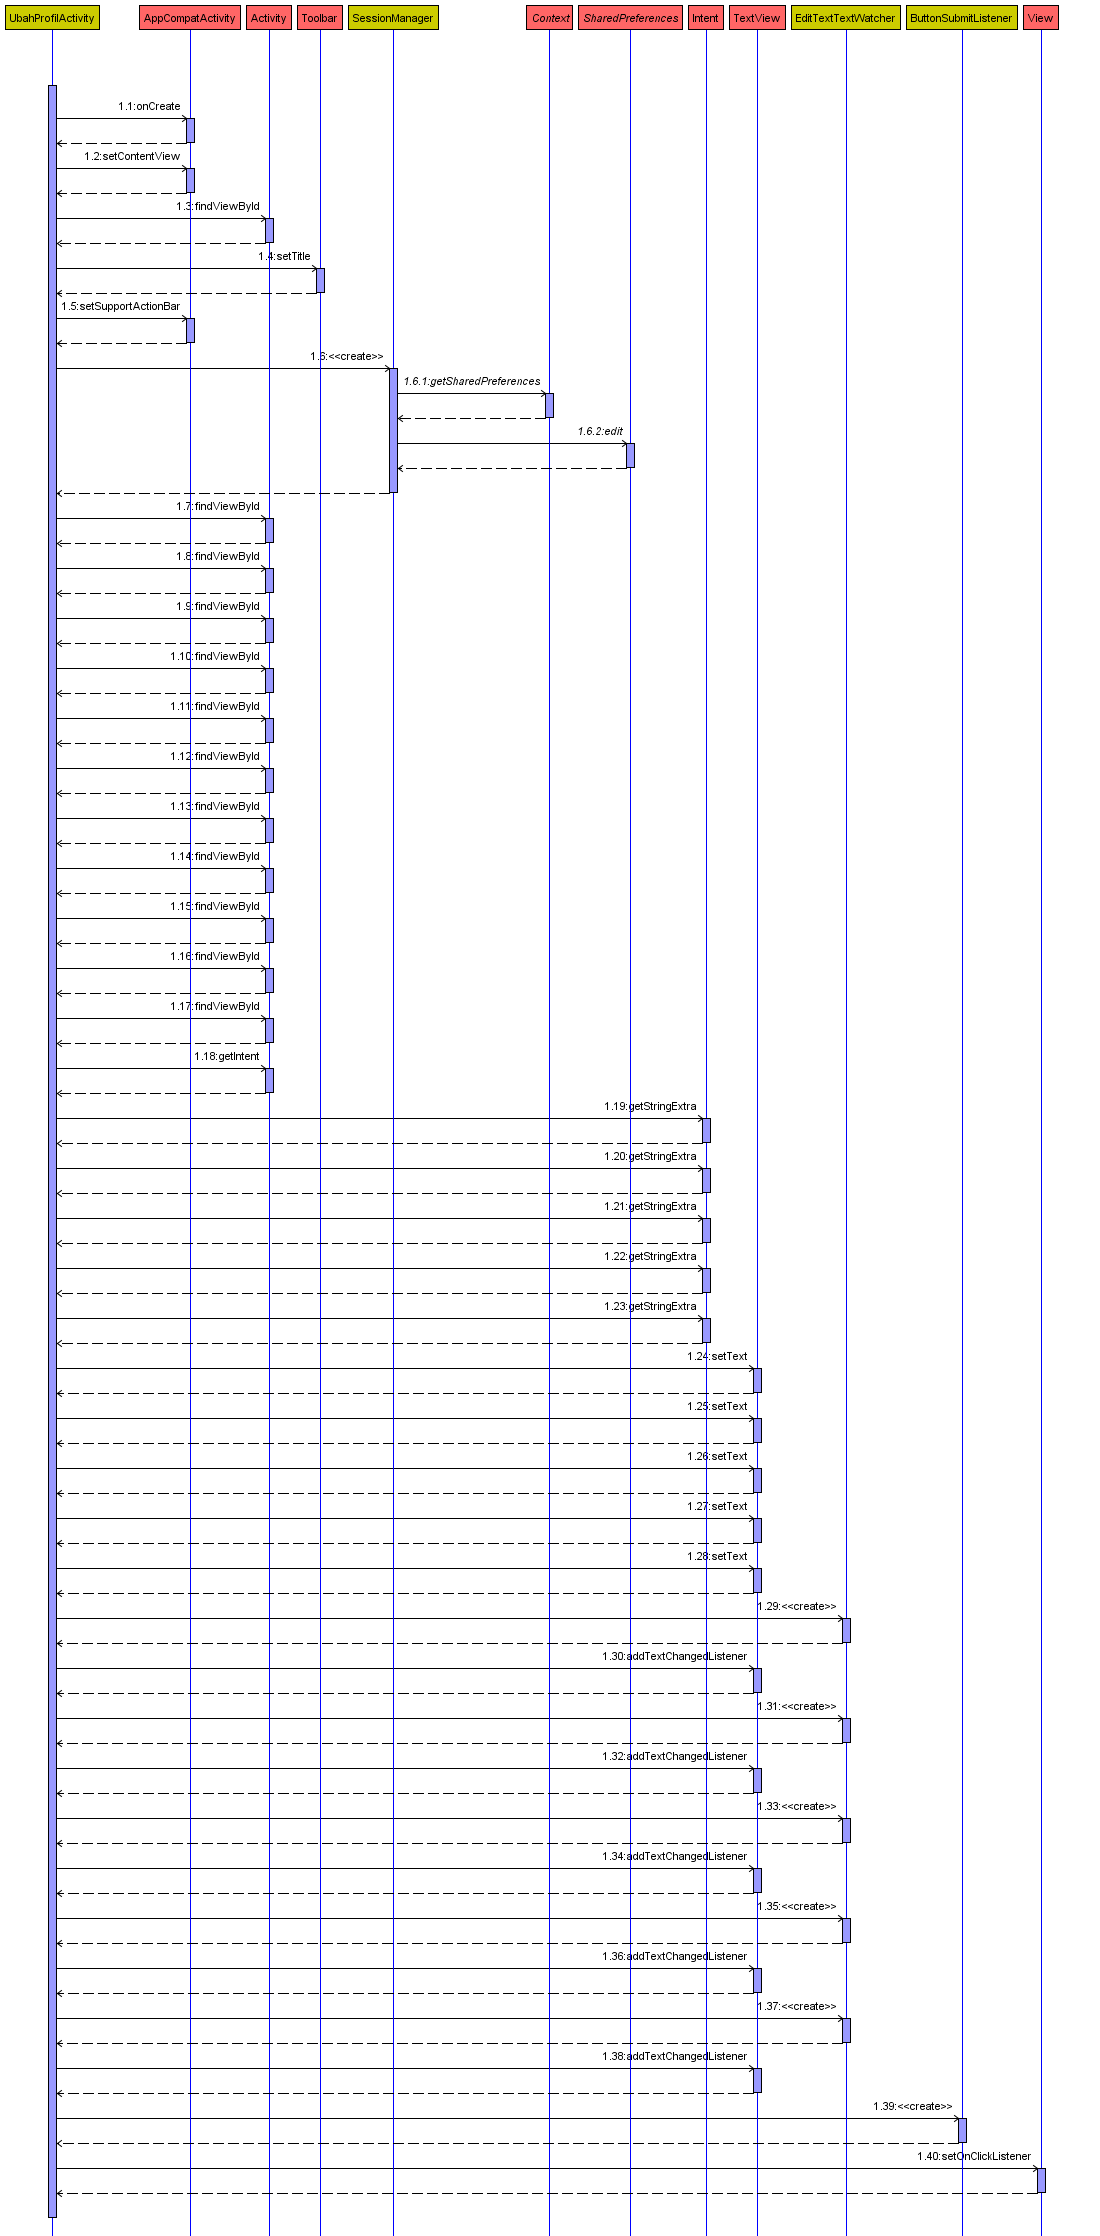 UbahProfilActivity AppCompatActivity Activity Toolbar SessionManager Context SharedPreferences Intent TextView EditTextTextWatcher ButtonSubmitListener View
1.1:onCreate
1.2:setContentView
1.3:findViewById
1.4:setTitle
1.5:setSupportActionBar
1.6:<<create>>
1.6.1:getSharedPreferences
1.6.2:edit
1.7:findViewById
1.8:findViewById
1.9:findViewById
1.10:findViewById
1.11:findViewById
1.12:findViewById
1.13:findViewById
1.14:findViewById
1.15:findViewById
1.16:findViewById
1.17:findViewById
1.18:getIntent
1.19:getStringExtra
1.20:getStringExtra
1.21:getStringExtra
1.22:getStringExtra
1.23:getStringExtra
1.24:setText
1.25:setText
1.26:setText
1.27:setText
1.28:setText
1.29:<<create>>
1.30:addTextChangedListener
1.31:<<create>>
1.32:addTextChangedListener
1.33:<<create>>
1.34:addTextChangedListener
1.35:<<create>>
1.36:addTextChangedListener
1.37:<<create>>
1.38:addTextChangedListener
1.39:<<create>>
1.40:setOnClickListener